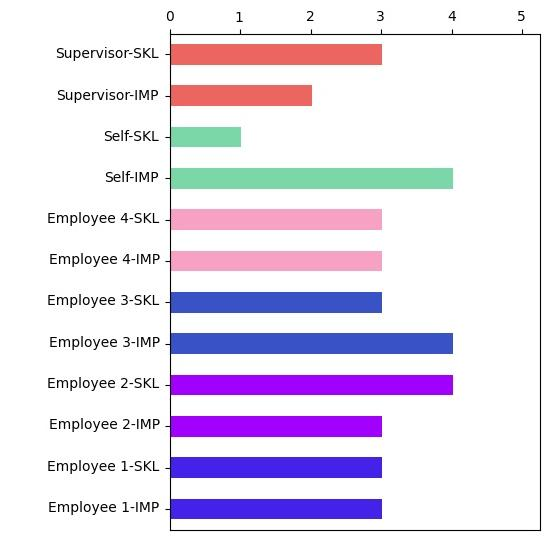 0 1 2 3 4 5
Supervisor-SKL
Supervisor-IMP
Self-SKL
Self-IMP
Employee 4-SKL
Employee 4-IMP
Employee 3-SKL
Employee 3-IMP
Employee 2-SKL
Employee 2-IMP
Employee 1-SKL
Employee 1-IMP